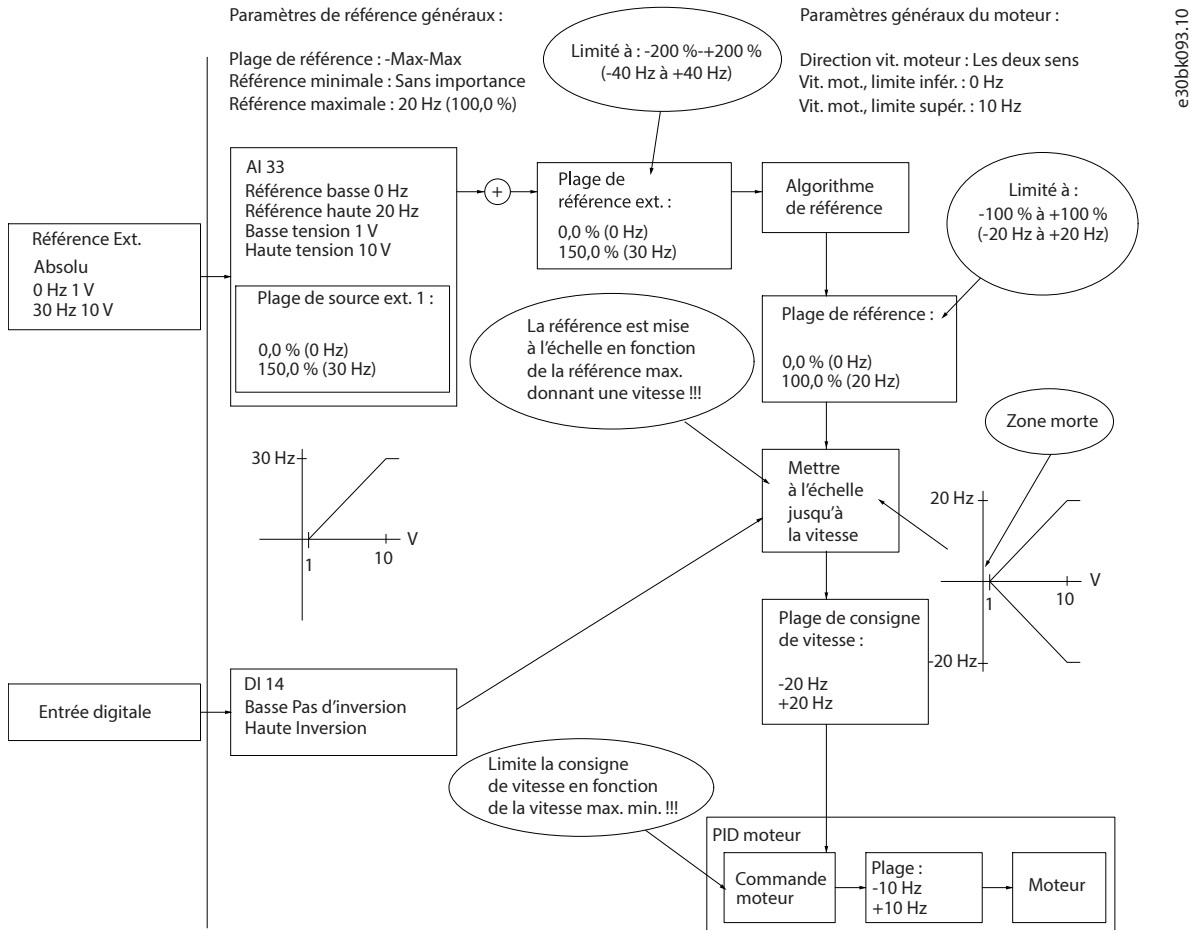 Paramètres de référence généraux :
Plage de référence : -Max-Max
Référence minimale : Sans importance
Référence maximale : 20 Hz (100,0 %)
Limité à : -200 %-+200 %
(-40 Hz à +40 Hz)
Paramètres généraux du moteur :
Direction vit. moteur : Les deux sens
Vit. mot., limite infér. : 0 Hz
Vit. mot., limite supér. : 10 Hz
e30bk093.10
Référence Ext.
Absolu
0 Hz 1 V
30 Hz 10 V
AI 33
Référence basse 0 Hz
Référence haute 20 Hz
Basse tension 1 V
Haute tension 10 V
Plage de source ext. 1 :
0,0 % (0 Hz)
150,0 % (30 Hz)
+
Plage de
référence ext. :
0,0 % (0 Hz)
150,0 % (30 Hz)
Algorithme
de référence
Limité à :
-100 % à +100 %
(-20 Hz à +20 Hz)
La référence est mise
à l'échelle en fonction
de la référence max.
donnant une vitesse !!!
Plage de référence :
0,0 % (0 Hz)
100,0 % (20 Hz)
Zone morte
30 Hz
V
1
10
Mettre
à l'échelle
jusqu'à
la vitesse
20 Hz
V
1
10
-20 Hz
Plage de consigne
de vitesse :
-20 Hz
+20 Hz
Entrée digitale
DI 14
Basse Pas d'inversion
Haute Inversion
Limite la consigne
de vitesse en fonction
de la vitesse max. min. !!!
PID moteur
Commande
moteur
Plage :
-10 Hz
+10 Hz
Moteur